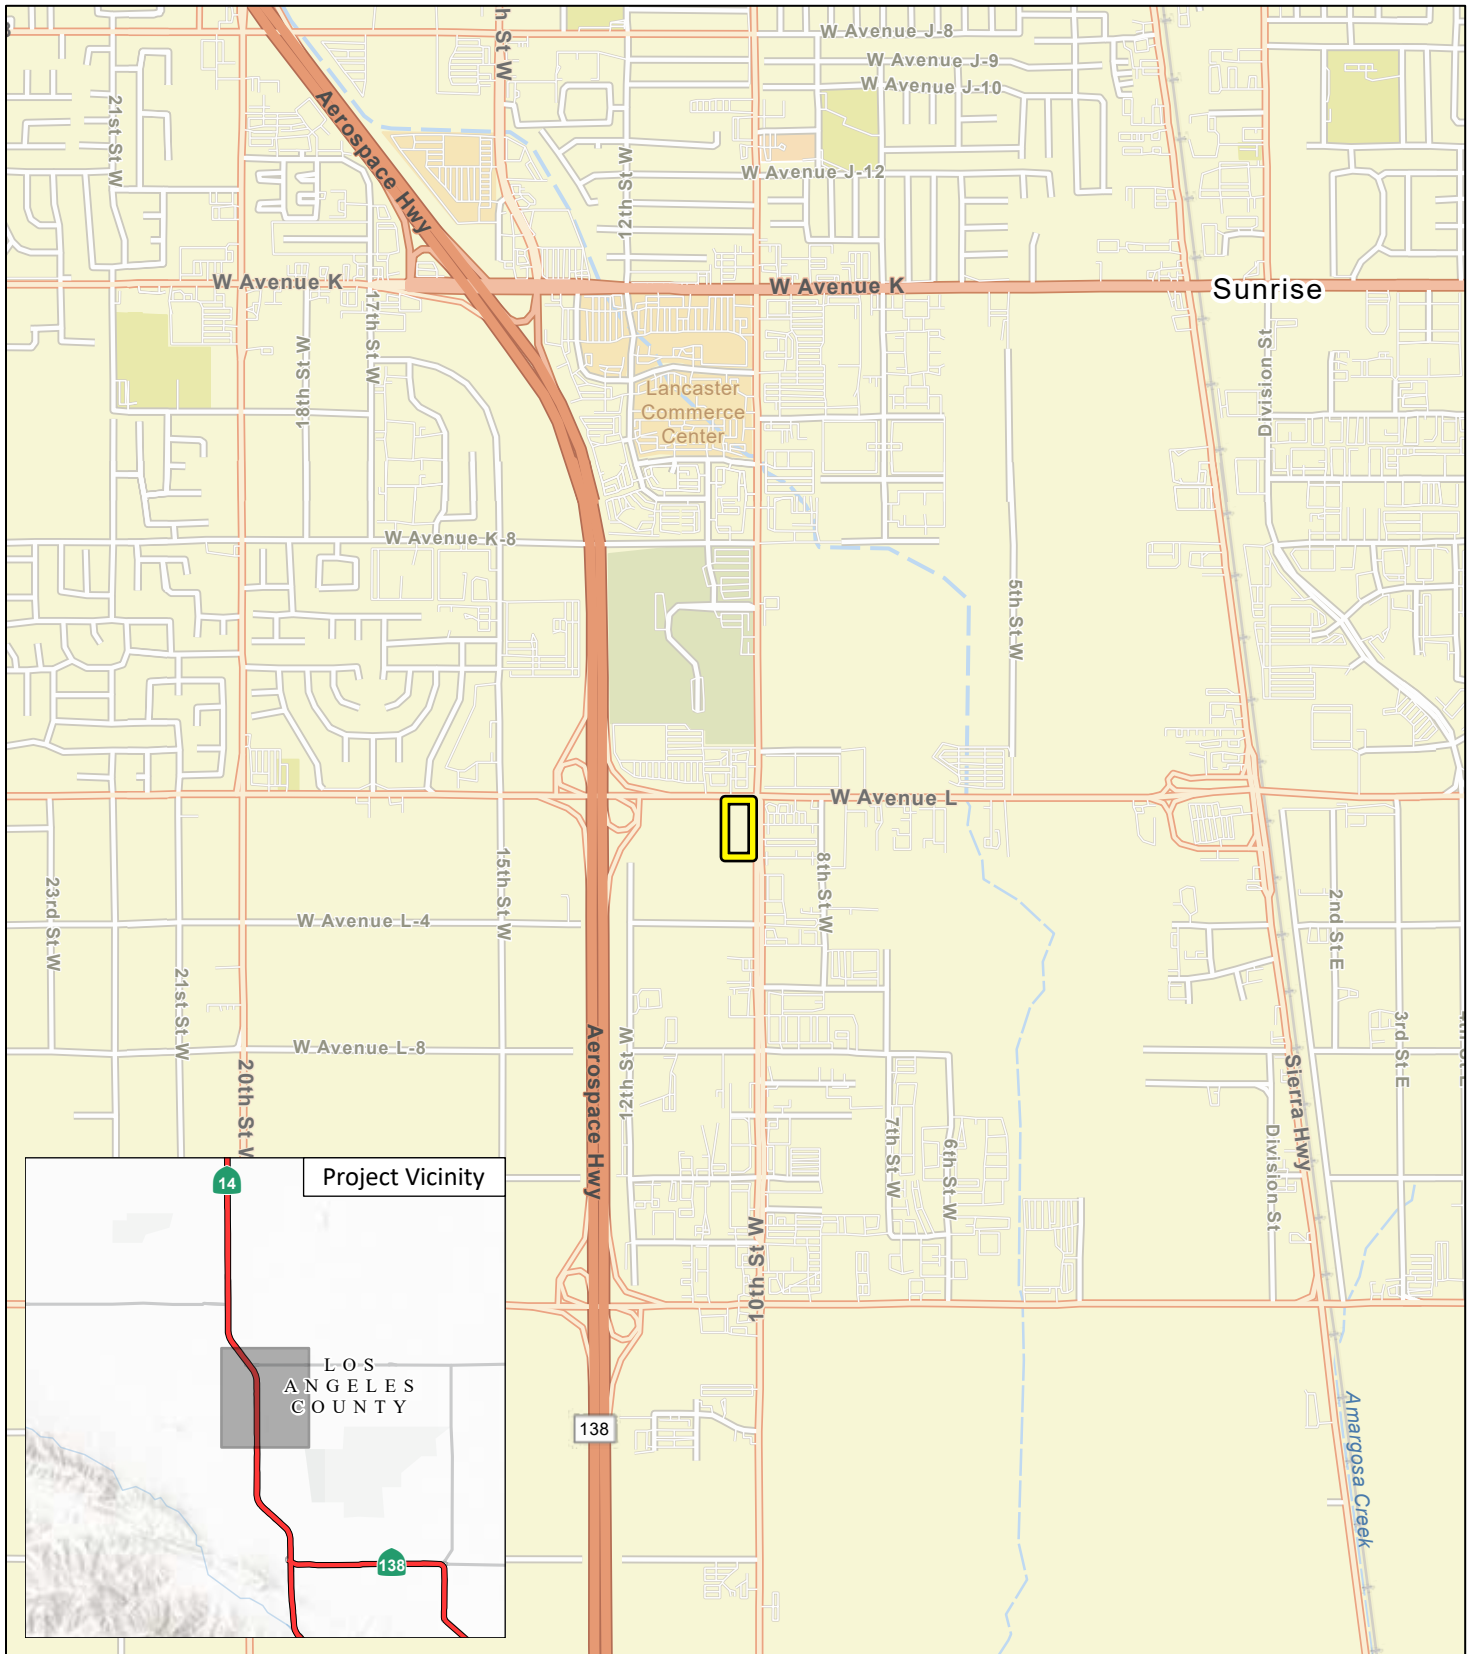 W Avenue J-8
W Avenue J-9
W Avenue J-10
h St W
21st St W
Aerospace Hwy
12th St W
W Avenue J-12
W Avenue K
W Avenue K
Sunrise
17th St W
18th St W
Division St
Lancaster
Commerce
Center
W Avenue K-8
5th St W
W Avenue L
8th St W
15th St W
23rd St W
W Avenue L-4
2nd St E
21st St W
W Avenue L-8
3rd St E
20th St W
Aerospace Hwy
12th St W
Sierra Hwy
7th St W
6th St W
Division St
10th St W
138
Amargosa Creek
Project Vicinity
14
LOS
ANGELES
COUNTY
138